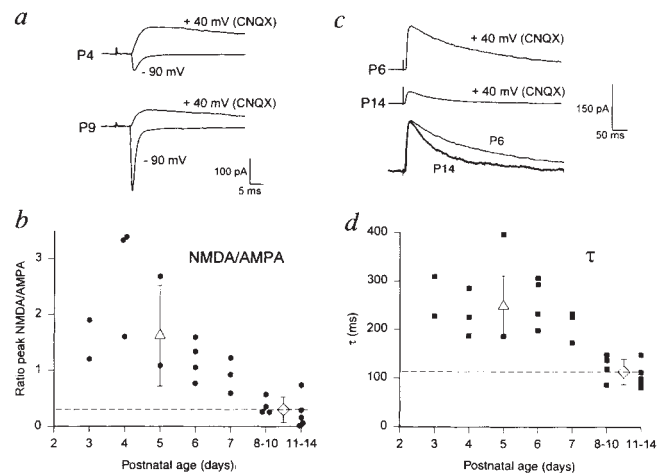 a
+ 40 mV (CNQX)
P4
- 90 mV
+ 40 mV (CNQX)
P9
- 90 mV
100 pA
5 ms
b
NMDA/AMPA
Ratio peak NMDA/AMPA
3
2
1
0
2 3 4 5 6 7 8-10 11-14
Postnatal age (days)
c
+ 40 mV (CNQX)
P6
+ 40 mV (CNQX)
P14
150 pA
50 ms
P6
P14
d
τ
τ (ms)
400
300
200
100
0
2 3 4 5 6 7 8-10 11-14
Postnatal age (days)